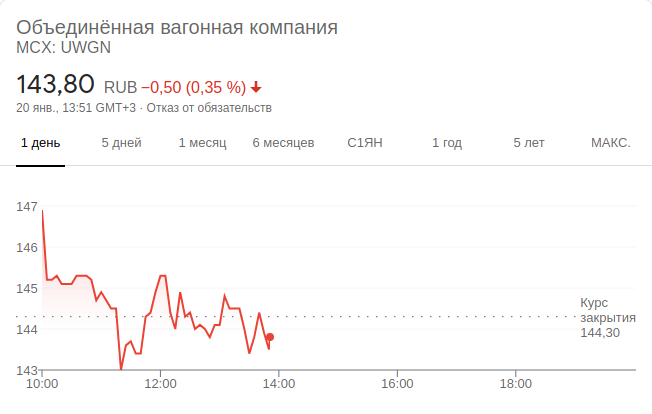 Объединённая вагонная компания
MCX: UWGN
143,80 RUB −0,50 (0,35 %)
20 янв., 13:51 GMT+3 · Отказ от обязательств
1 день 5 дней 1 месяц 6 месяцев С1ЯН 1 год 5 лет МАКС.
147
146
145
144
143
Курс
закрытия
144,30
10:00 12:00 14:00 16:00 18:00